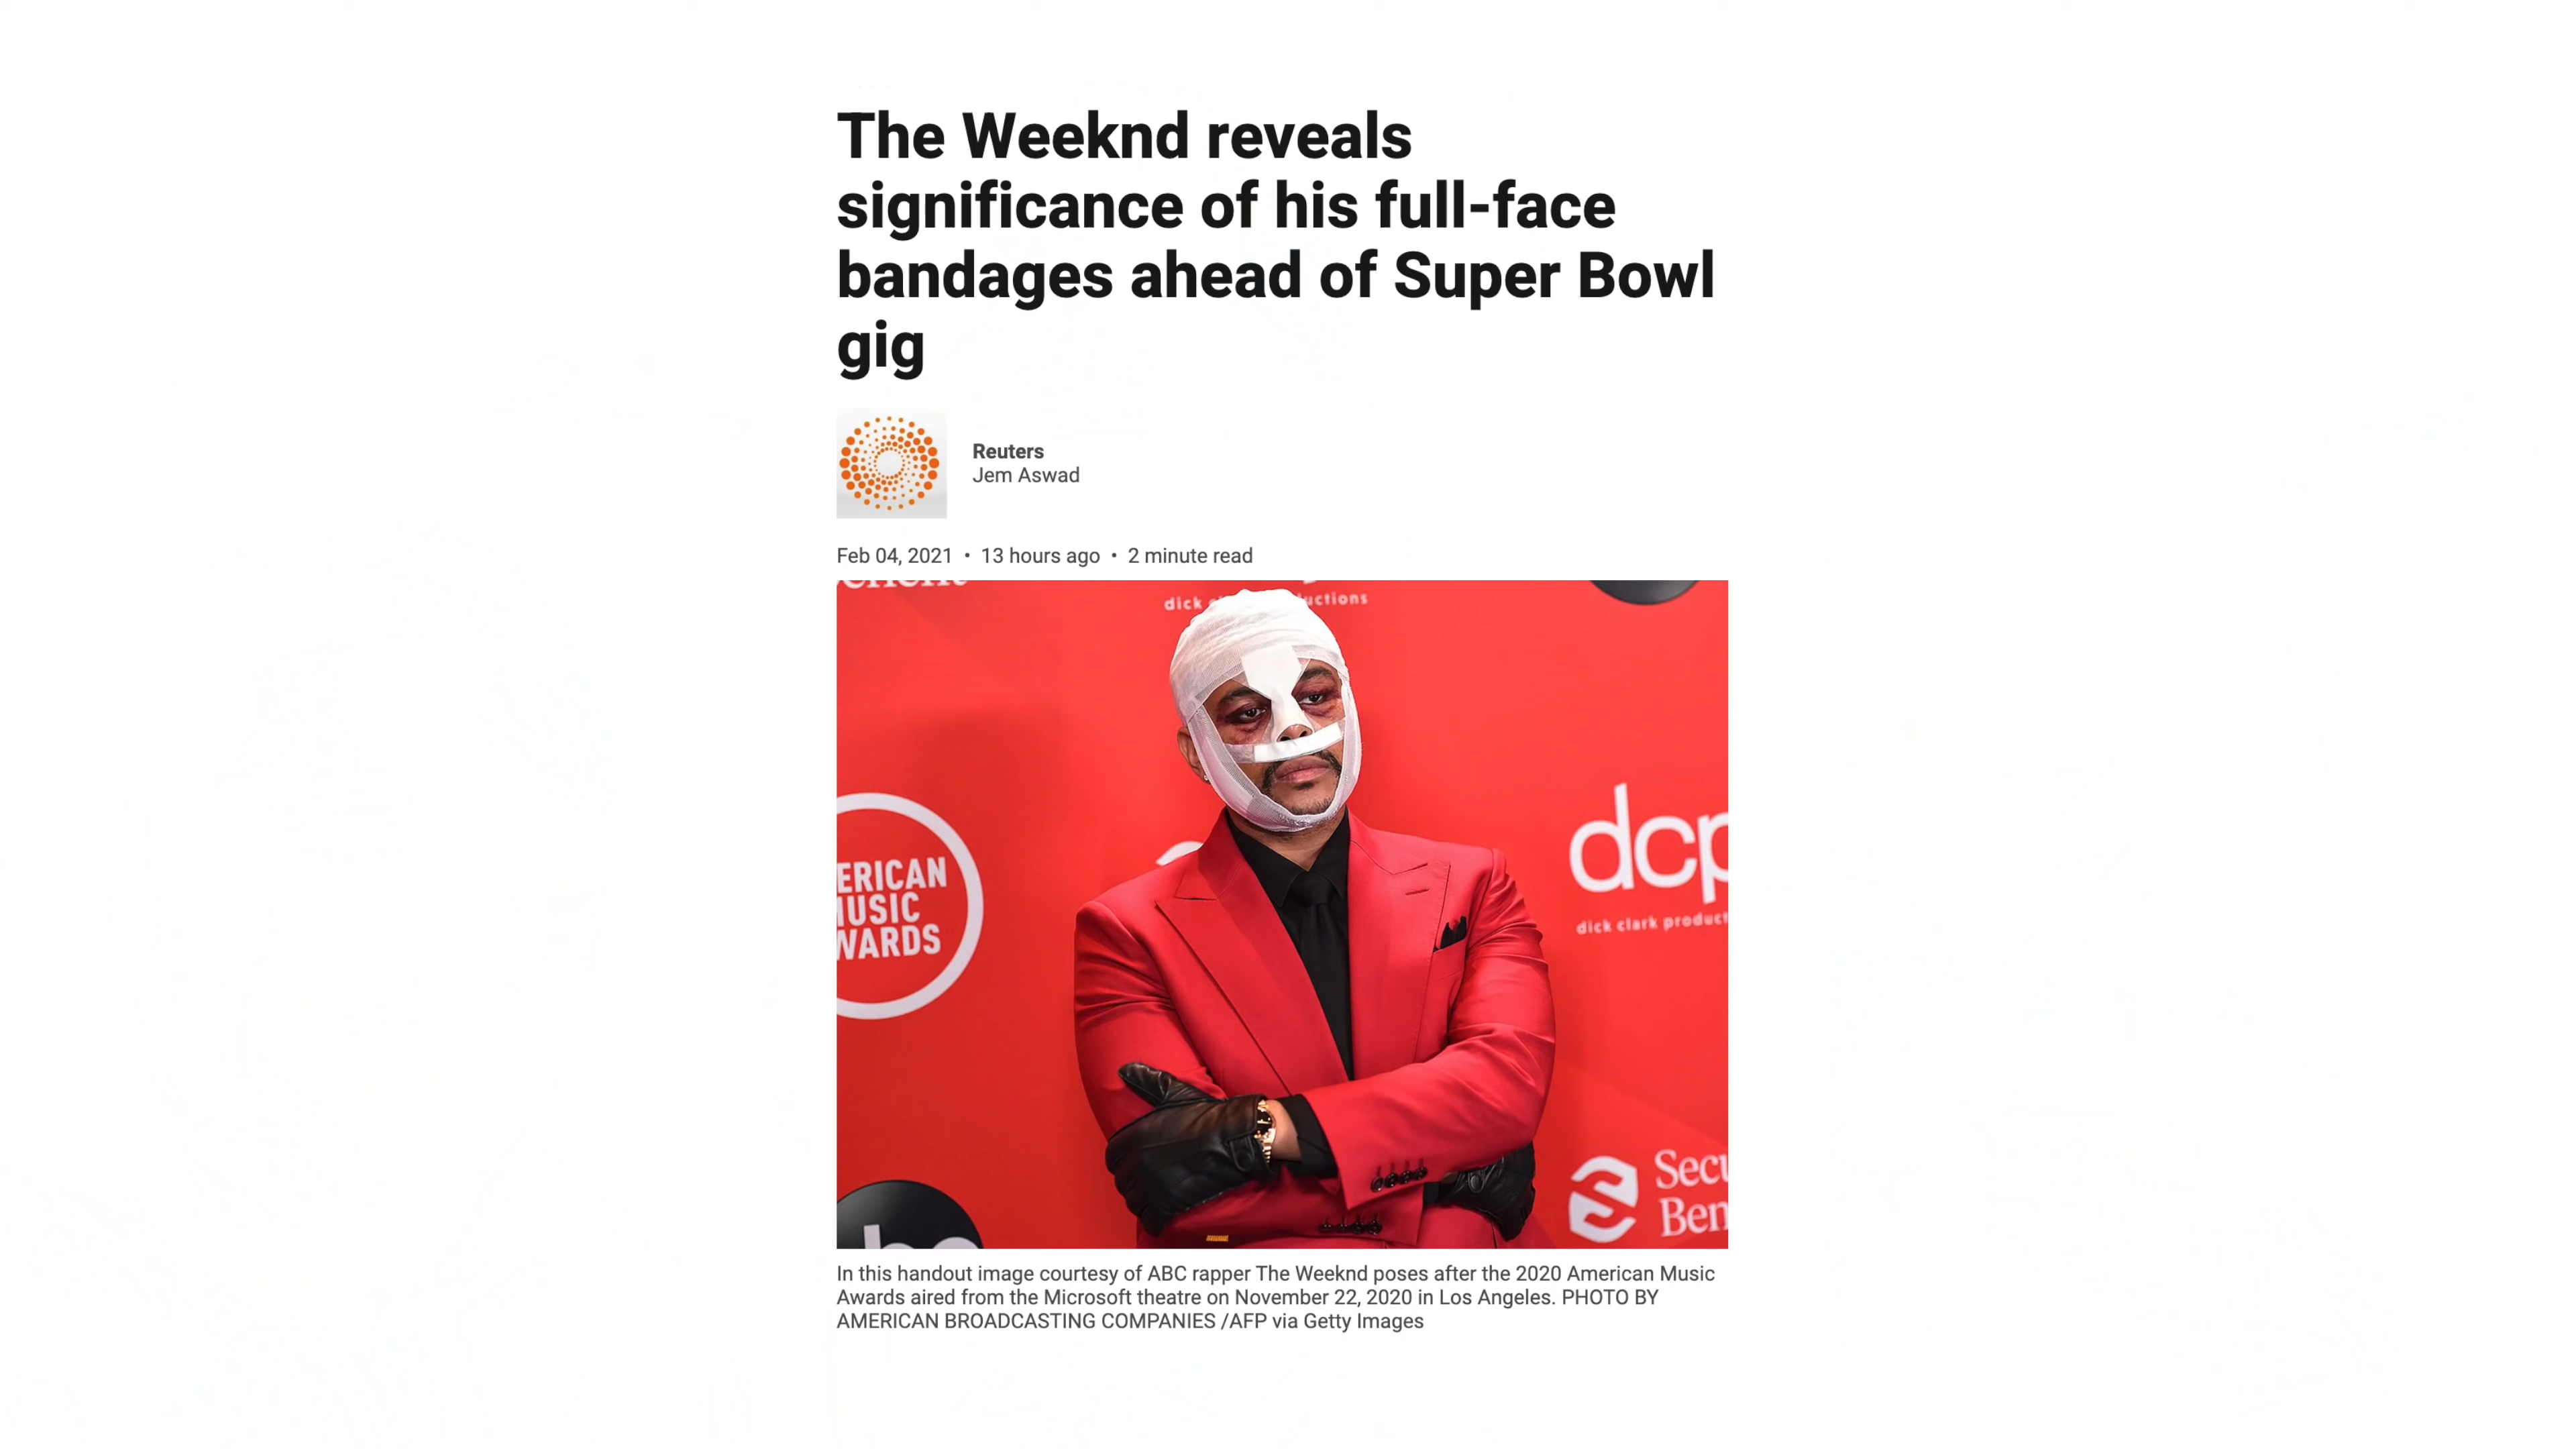 The Weeknd reveals
significance of his full-face
bandages ahead of Super Bowl
gig
Reuters
Jem Aswad
Feb 04, 2021 • 13 hours ago • 2 minute read
dick
uctions
ERICAN
MUSIC
WARDS
dcp
dick clark product
Secu
Ben
In this handout image courtesy of ABC rapper The Weeknd poses after the 2020 American Music
Awards aired from the Microsoft theatre on November 22, 2020 in Los Angeles. PHOTO BY
AMERICAN BROADCASTING COMPANIES /AFP via Getty Images